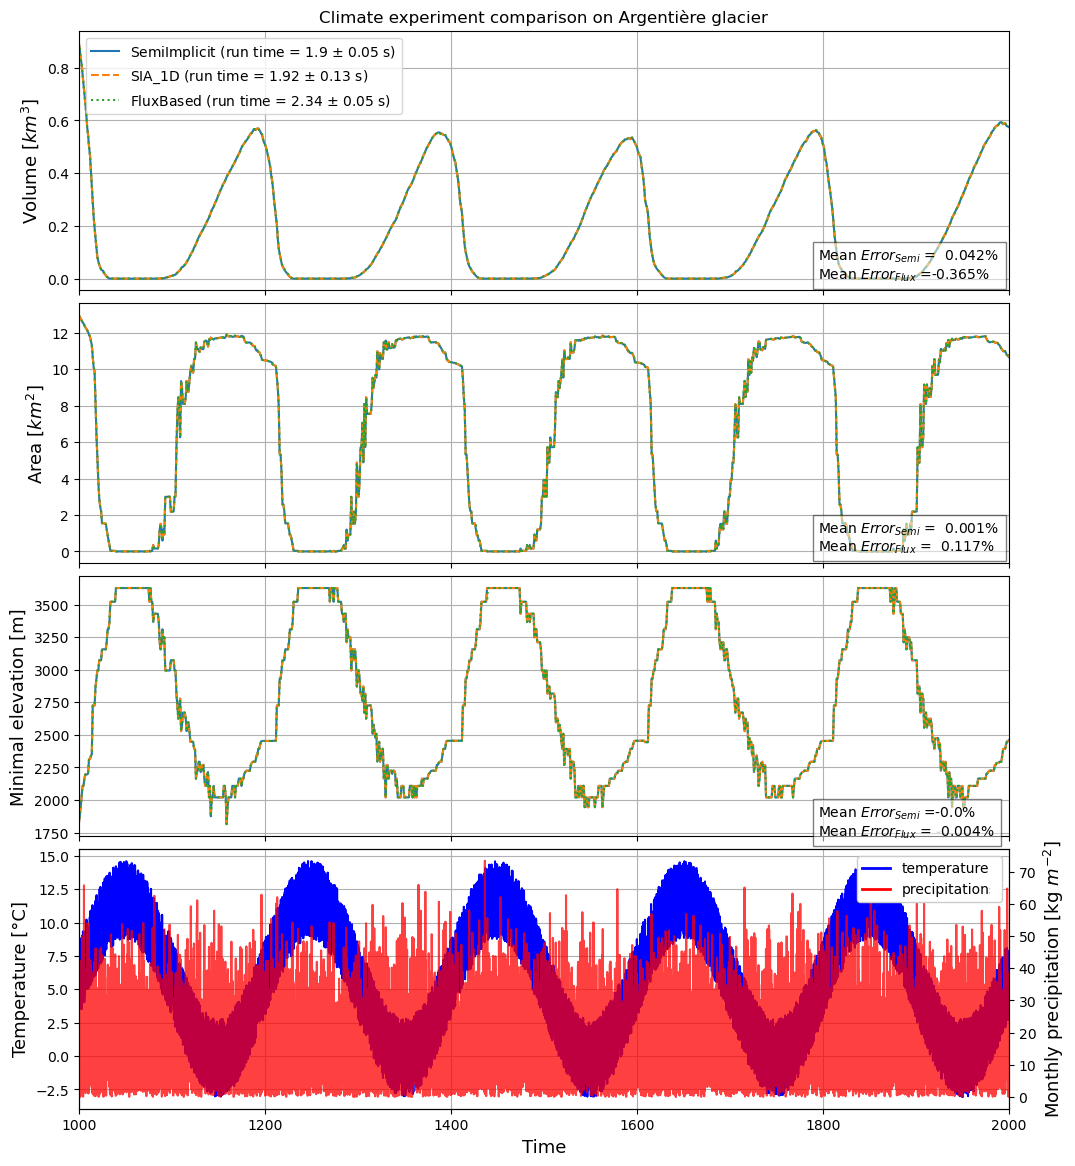 Climate experiment comparison on Argentière glacier
SemiImplicit (run time = 1.9 ± 0.05 s)
SIA_1D (run time = 1.92 ± 0.13 s)
FluxBased (run time = 2.34 ± 0.05 s)
Volume [km³]
0.8
0.6
0.4
0.2
0.0
Mean Error_Semi = 0.042%
Mean Error_Flux =-0.365%
Area [km²]
12
10
8
6
4
2
0
Mean Error_Semi = 0.001%
Mean Error_Flux = 0.117%
Minimal elevation [m]
3500
3250
3000
2750
2500
2250
2000
1750
Mean Error_Semi =-0.0%
Mean Error_Flux = 0.004%
Temperature [°C]
15.0
12.5
10.0
7.5
5.0
2.5
0.0
−2.5
temperature
precipitation
70
60
50
40
30
20
10
0
Monthly precipitation [kg m⁻²]
1000 1200 1400 1600 1800 2000
Time